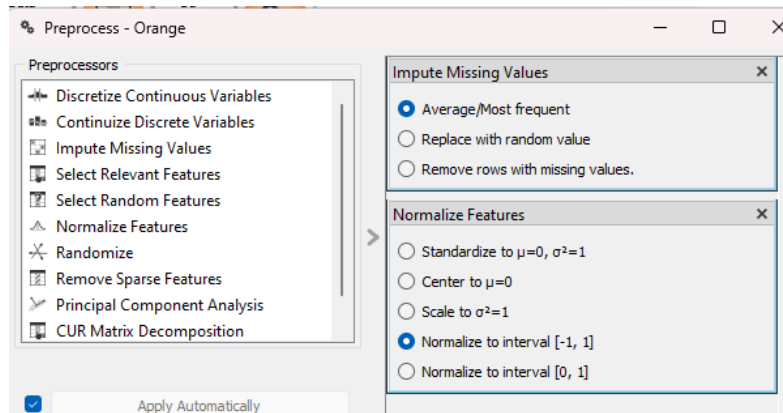 Preprocess - Orange
Preprocessors
Discretize Continuous Variables
Continuize Discrete Variables
Impute Missing Values
Select Relevant Features
Select Random Features
Normalize Features
Randomize
Remove Sparse Features
Principal Component Analysis
CUR Matrix Decomposition
Apply Automatically
Impute Missing Values
Average/Most frequent
Replace with random value
Remove rows with missing values.
Normalize Features
Standardize to μ=0, σ²=1
Center to μ=0
Scale to σ²=1
Normalize to interval [-1, 1]
Normalize to interval [0, 1]